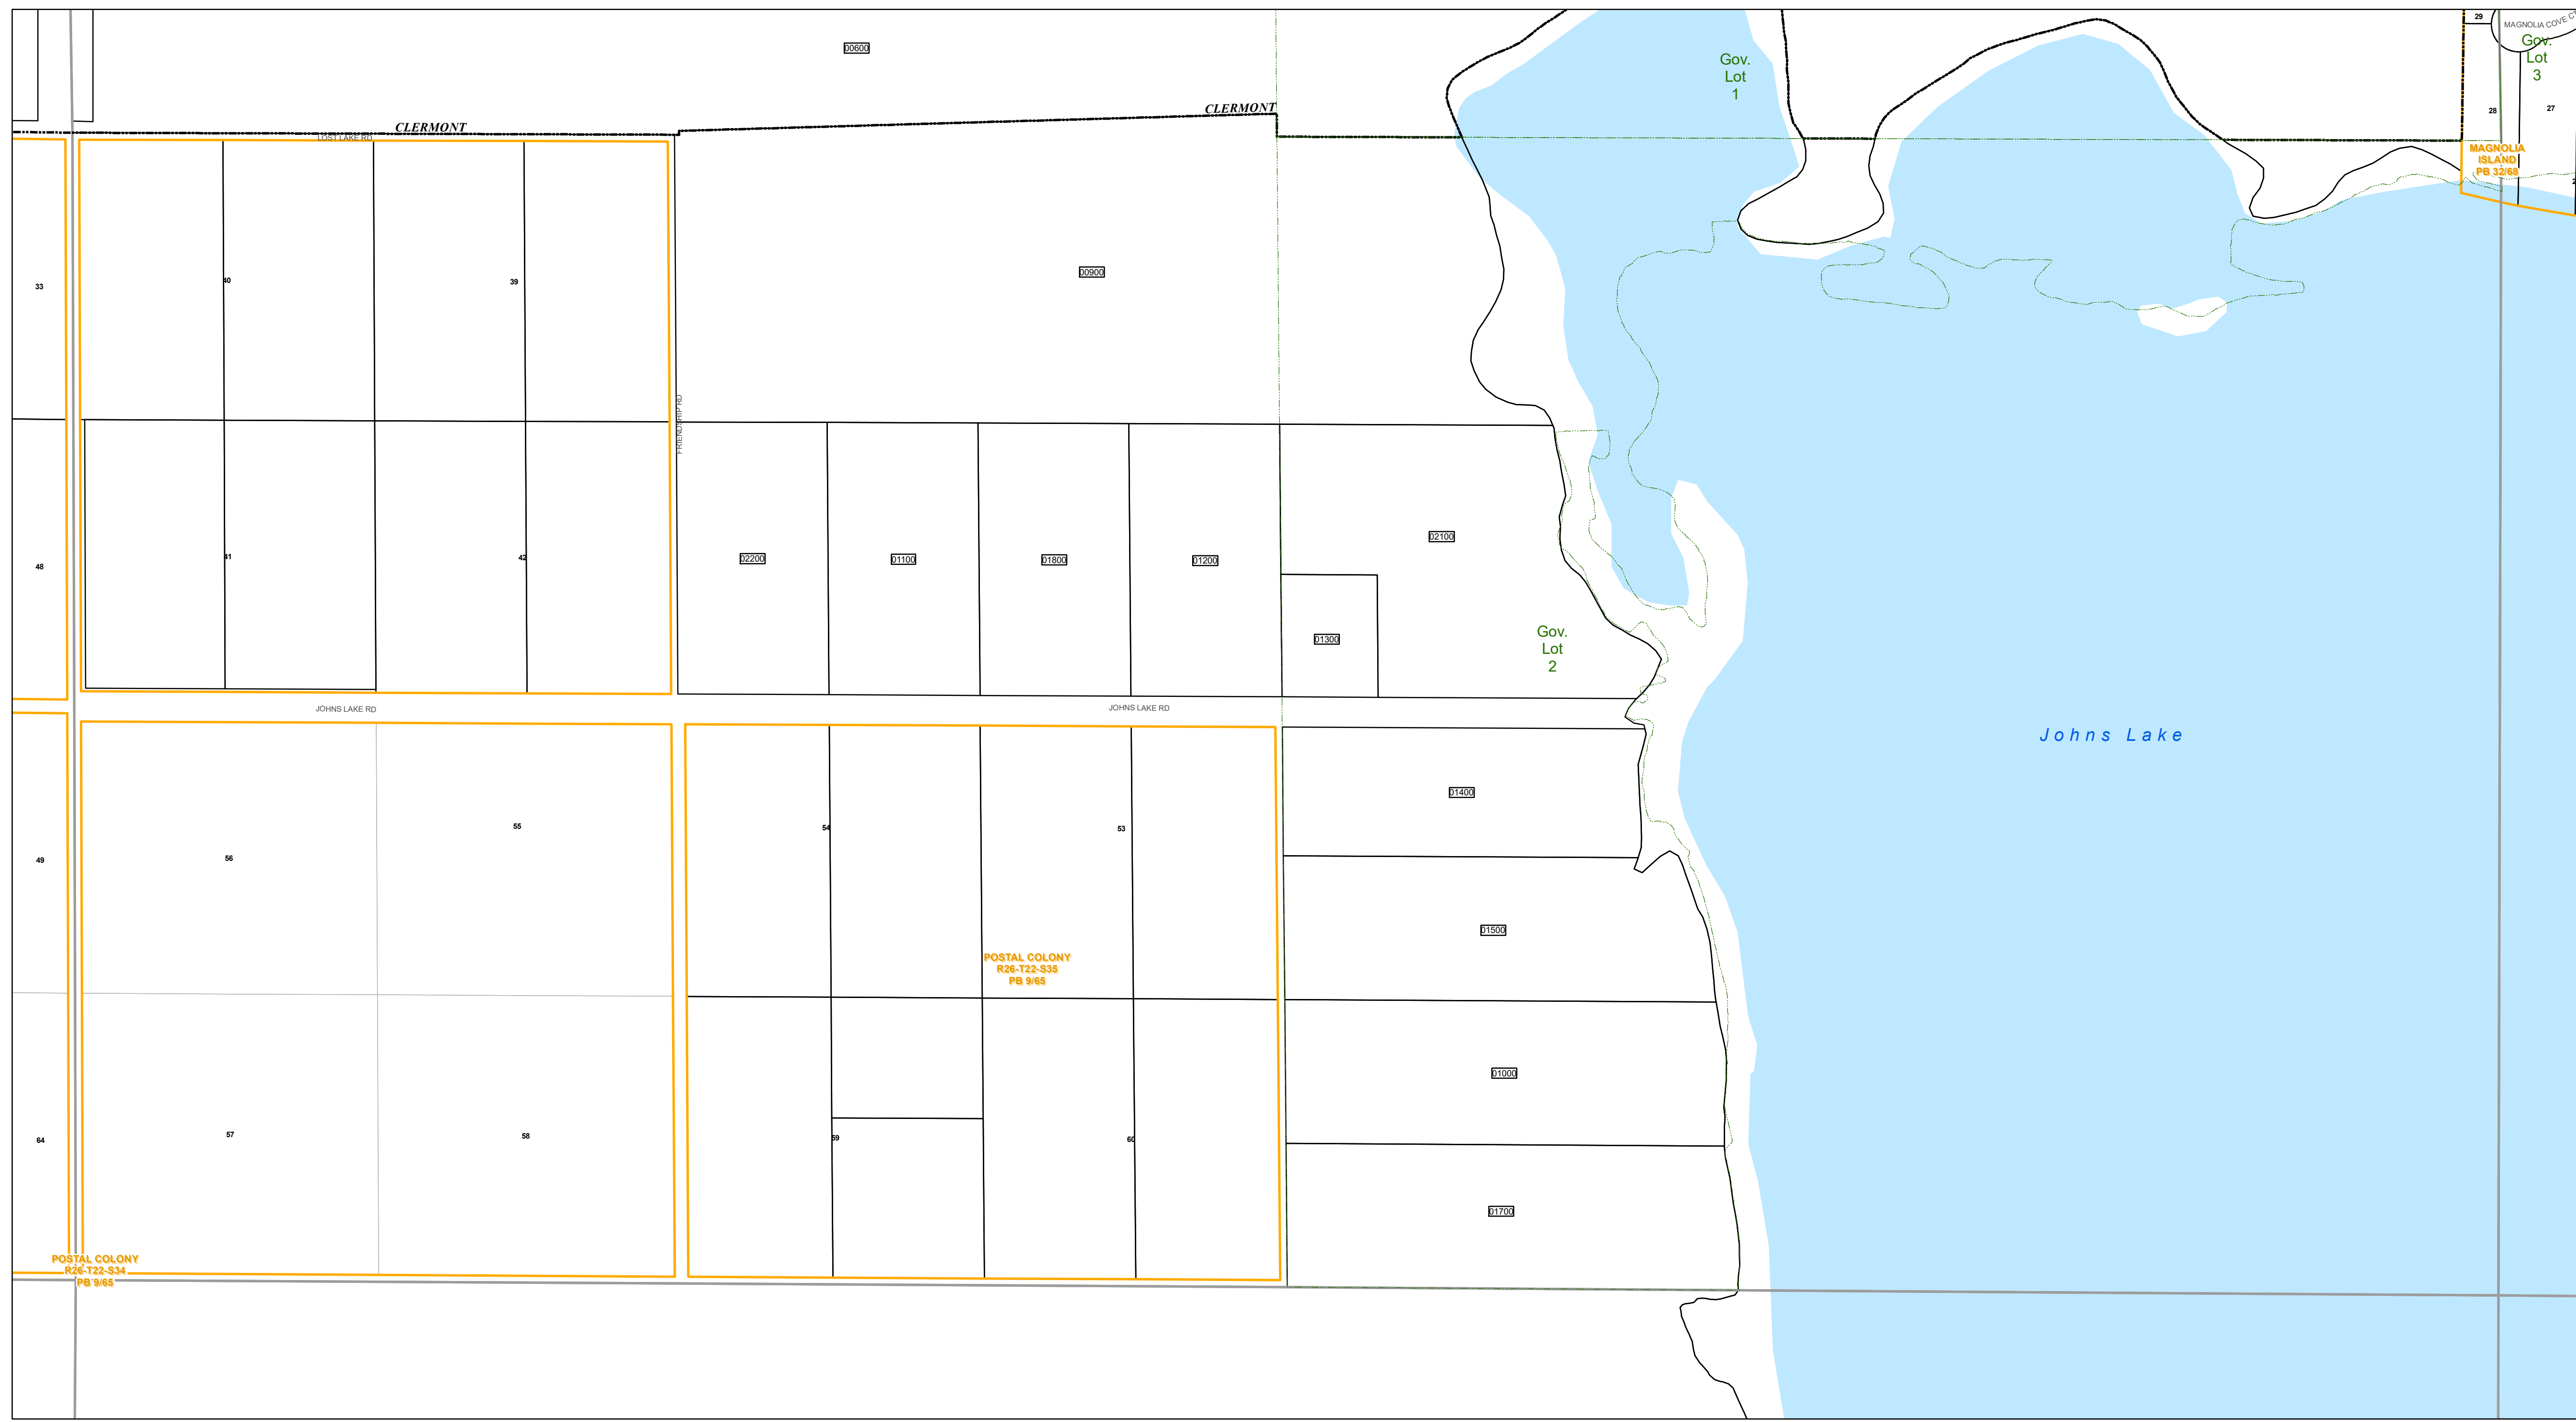 00600
Gov.
Lot
1
29
MAGNOLIA COVE CT
Gov.
Lot
3
28
27
CLERMONT
CLERMONT
LOST LAKE RD
MAGNOLIA
ISLAND
PB 32/68
33
40
39
00900
FRIENDSHIP RD
48
41
42
02200
01100
01800
01200
02100
01300
Gov.
Lot
2
JOHNS LAKE RD
JOHNS LAKE RD
Johns Lake
01400
49
56
55
54
53
01500
POSTAL COLONY
R26-T22-S35
PB 9/65
01000
64
57
58
59
60
01700
POSTAL COLONY
R26-T22-S34
PB 9/65